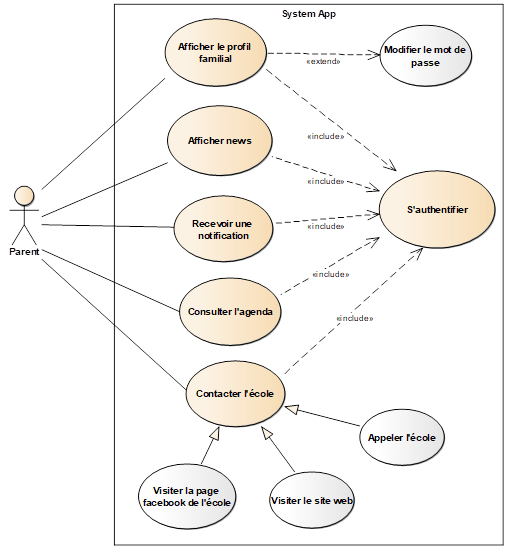 System App
Afficher le profil
familial
«extend»
Modifier le mot de
passe
«include»
Afficher news
«include»
S'authentifier
Recevoir une
notification
«include»
Parent
«include»
Consulter l'agenda
«include»
Contacter l'école
Appeler l'école
Visiter la page
facebook de l'école
Visiter le site web